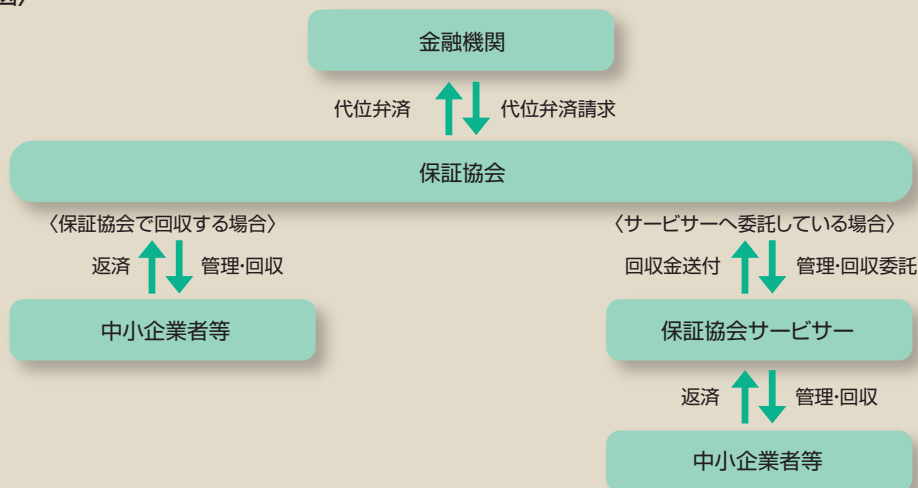 図〉
金融機関
代位弁済 代位弁済請求
保証協会
〈保証協会で回収する場合〉 〈サービサーへ委託している場合〉
返済 管理・回収 回収金送付 管理・回収委託
中小企業者等 保証協会サービサー
返済 管理・回収
中小企業者等